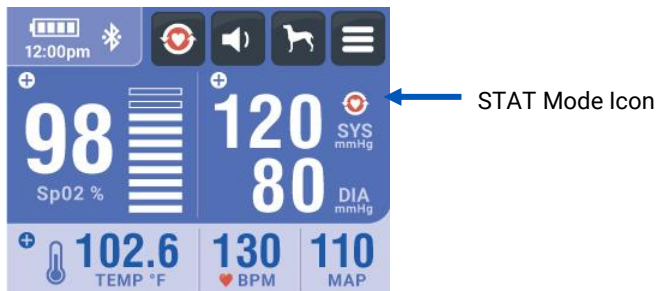 12:00pm
98
Sp02 %
120
SYS
mmHg
80
DIA
mmHg
STAT Mode Icon
102.6
TEMP °F
130
BPM
110
MAP